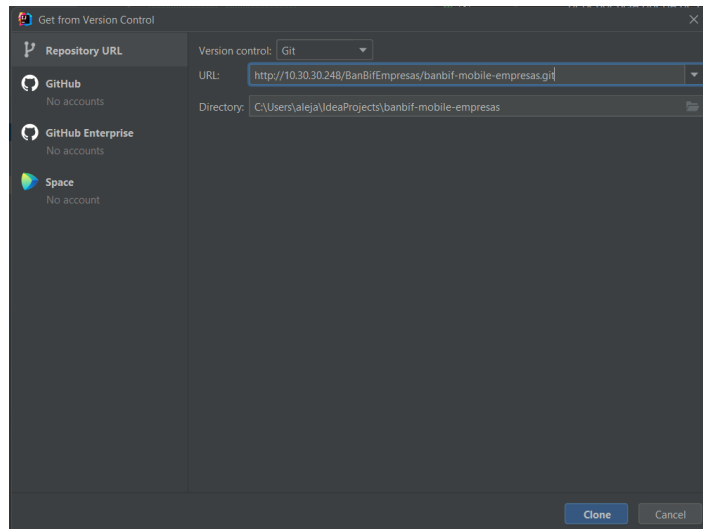 Get from Version Control
Repository URL
GitHub
No accounts
GitHub Enterprise
No accounts
Space
No account
Version control: Git
URL: http://10.30.30.248/BanBifEmpresas/banbif-mobile-empresas.git
Directory: C:\Users\aleja\IdeaProjects\banbif-mobile-empresas
Clone
Cancel